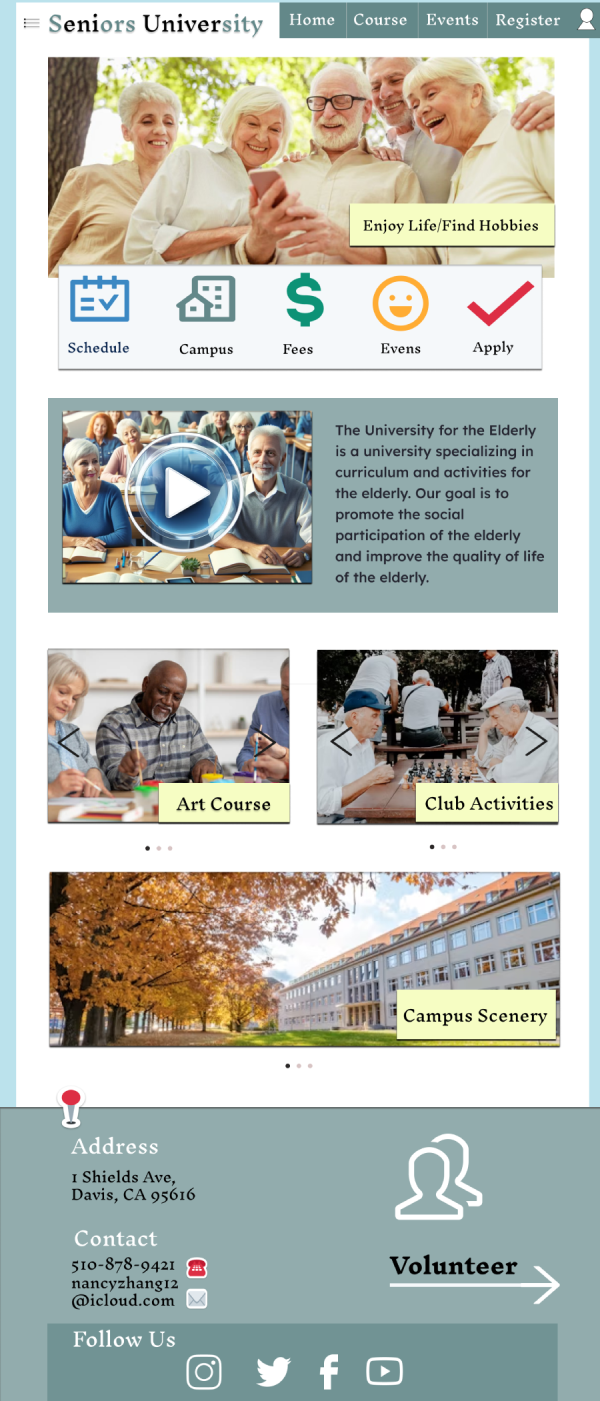 Seniors University
Home Course Events Register
Enjoy Life/Find Hobbies
Schedule Campus Fees Evens Apply
The University for the Elderly
is a university specializing in
curriculum and activities for
the elderly. Our goal is to
promote the social
participation of the elderly
and improve the quality of life
of the elderly.
Art Course
Club Activities
Campus Scenery
Address
1 Shields Ave,
Davis, CA 95616
Contact
510-878-9421
nancyzhang12
@icloud.com
Volunteer
Follow Us